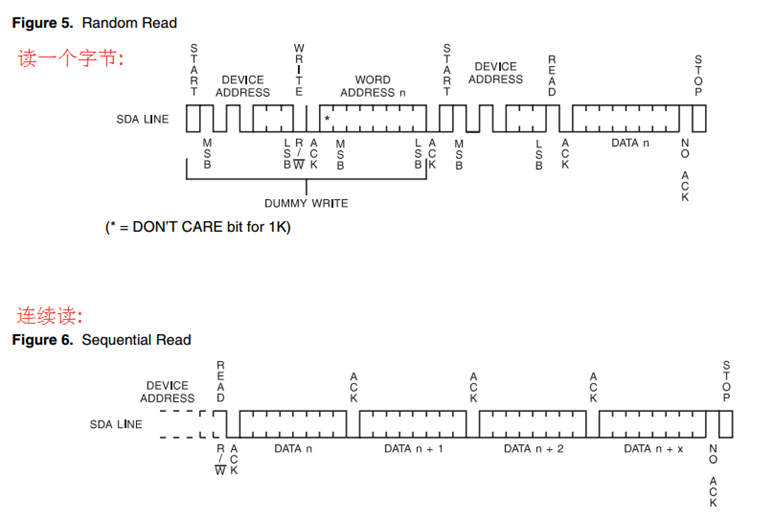 Figure 5. Random Read
读一个字节:
START
WRITE
START
READ
STOP
DEVICE
ADDRESS
WORD
ADDRESS n
DEVICE
ADDRESS
SDA LINE
*
MSB
LSB
R/W
ACK
MSB
LSB
ACK
MSB
LSB
ACK
DATA n
NO ACK
DUMMY WRITE
(* = DON'T CARE bit for 1K)
连续读:
Figure 6. Sequential Read
DEVICE
ADDRESS
READ
ACK
ACK
ACK
STOP
SDA LINE
R/W
ACK
DATA n
DATA n + 1
DATA n + 2
DATA n + x
NO ACK